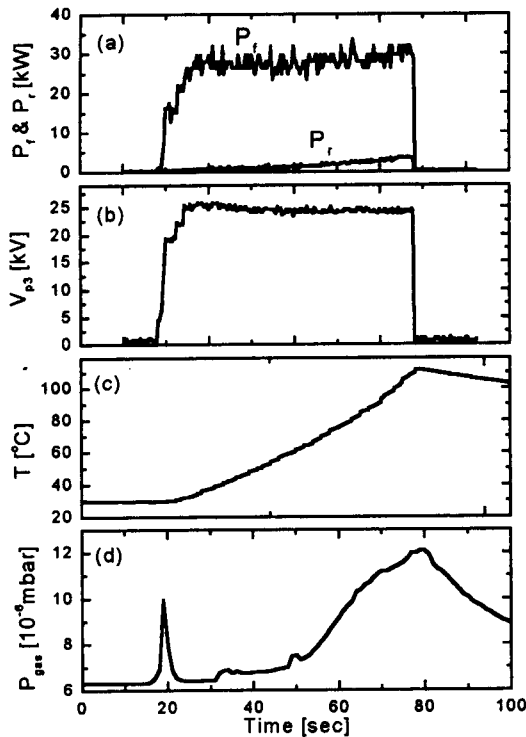 (a)
P_f
P_r
P_f & P_r [kW]
40
30
20
10
0
(b)
V_p3 [kV]
25
20
15
10
5
0
(c)
T [°C]
100
80
60
40
20
(d)
P_gas [10^-6 mbar]
12
10
8
6
0 20 40 60 80 100
Time [sec]